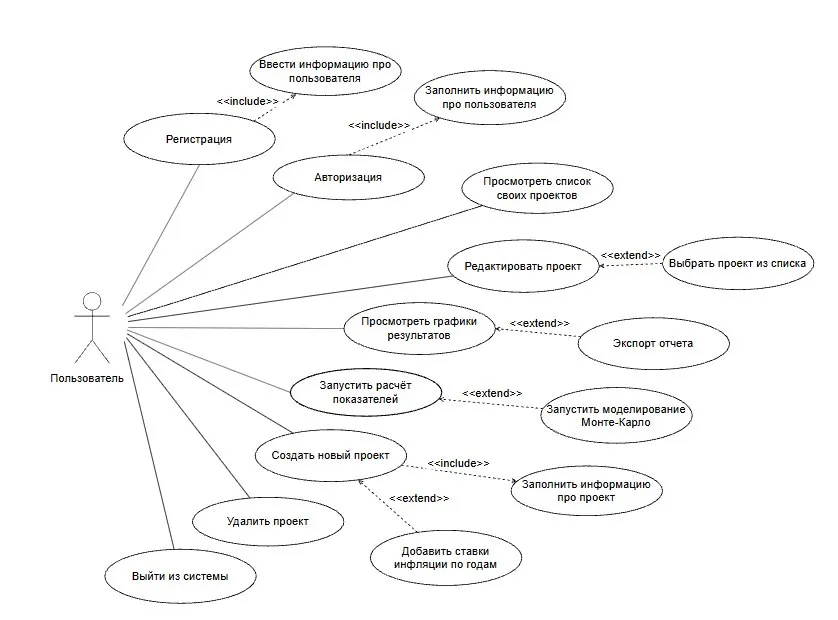 Ввести информацию про
пользователя
<<include>>
Заполнить информацию
про пользователя
<<include>>
Регистрация
Авторизация
Просмотреть список
своих проектов
Редактировать проект
<<extend>>
Выбрать проект из списка
Просмотреть графики
результатов
<<extend>>
Экспорт отчета
Пользователь
Запустить расчёт
показателей
<<extend>>
Запустить моделирование
Монте-Карло
Создать новый проект
<<include>>
Заполнить информацию
про проект
<<extend>>
Удалить проект
Добавить ставки
инфляции по годам
Выйти из системы